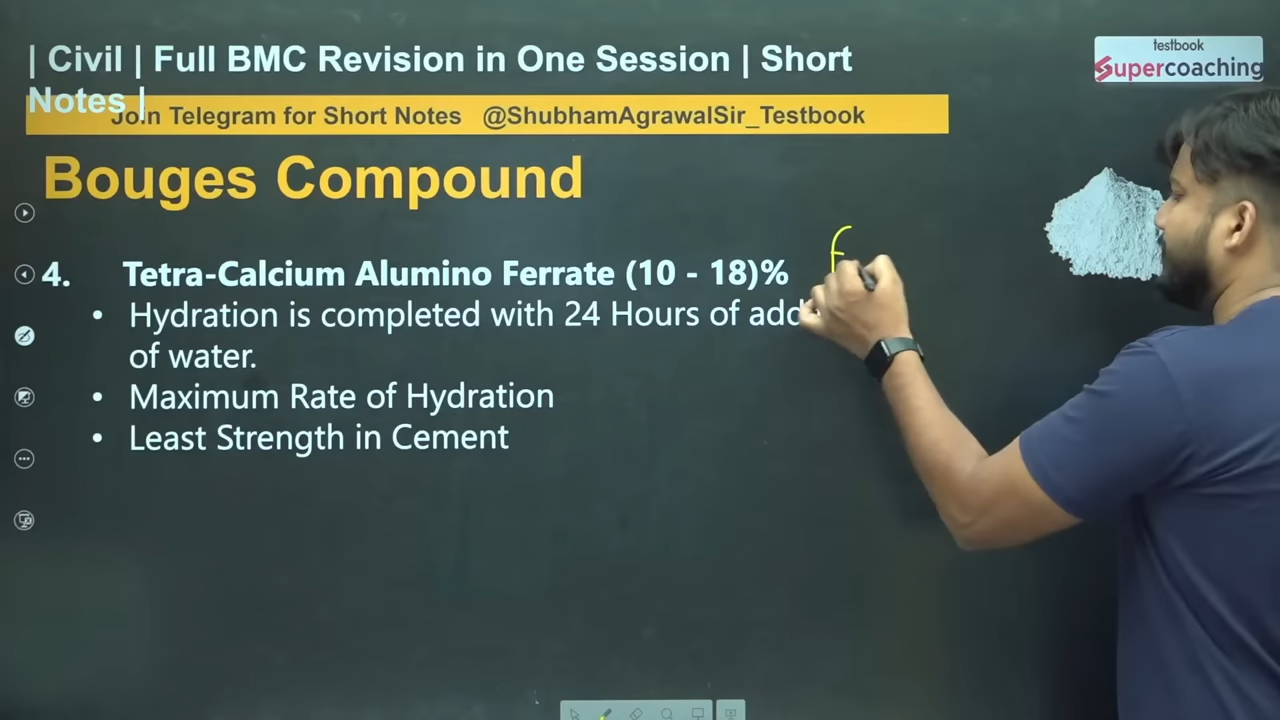 | Civil | Full BMC Revision in One Session | Short
Notes |
testbook
Supercoaching
Join Telegram for Short Notes @ShubhamAgrawalSir_Testbook
Bouges Compound
4. Tetra-Calcium Alumino Ferrate (10 - 18)%
• Hydration is completed with 24 Hours of add
of water.
• Maximum Rate of Hydration
• Least Strength in Cement